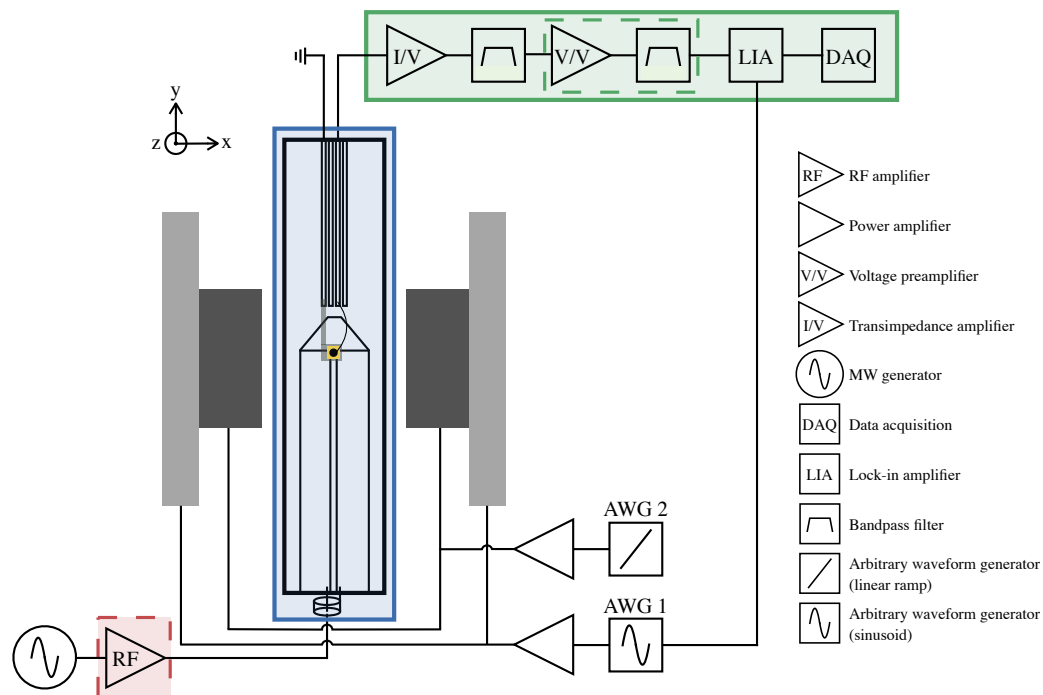 I/V
V/V
LIA
DAQ
y
z
x
RF
RF amplifier
Power amplifier
V/V
Voltage preamplifier
I/V
Transimpedance amplifier
MW generator
DAQ
Data acquisition
LIA
Lock-in amplifier
Bandpass filter
Arbitrary waveform generator
(linear ramp)
Arbitrary waveform generator
(sinusoid)
AWG 2
AWG 1
RF